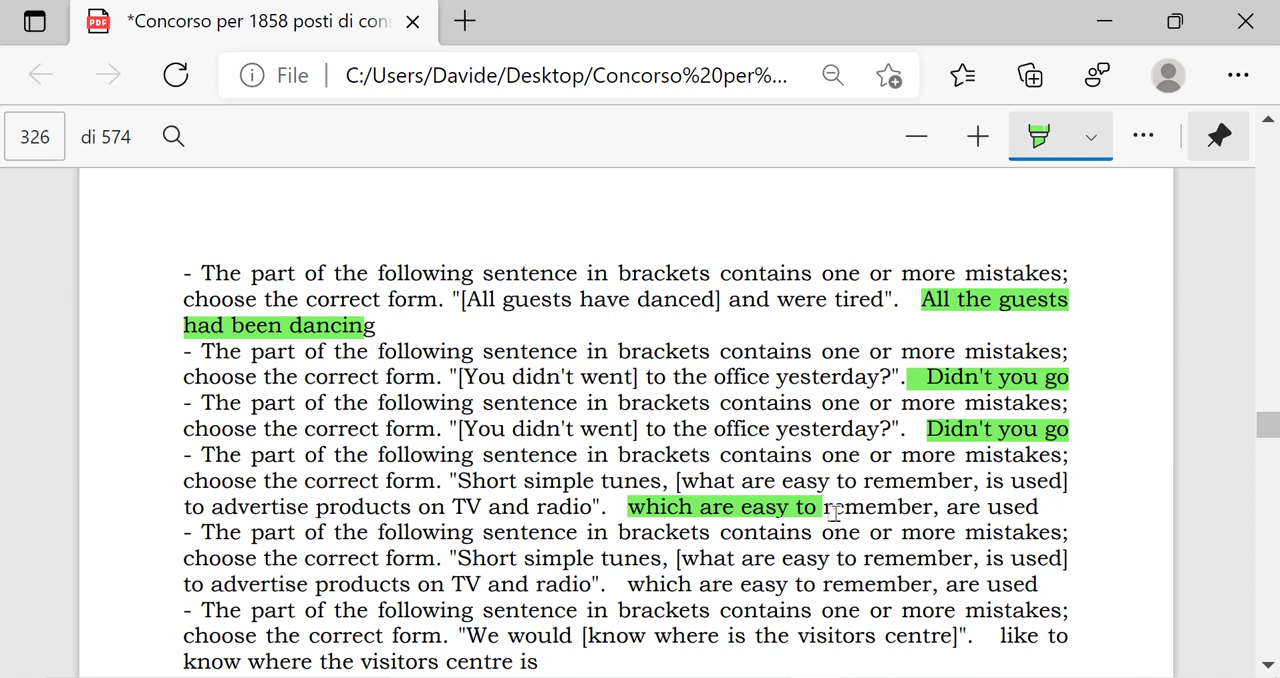 *Concorso per 1858 posti di con
File
C:/Users/Davide/Desktop/Concorso%20per%...
326 di 574
- The part of the following sentence in brackets contains one or more mistakes;
choose the correct form. "[All guests have danced] and were tired". All the guests
had been dancing
- The part of the following sentence in brackets contains one or more mistakes;
choose the correct form. "[You didn't went] to the office yesterday?". Didn't you go
- The part of the following sentence in brackets contains one or more mistakes;
choose the correct form. "[You didn't went] to the office yesterday?". Didn't you go
- The part of the following sentence in brackets contains one or more mistakes;
choose the correct form. "Short simple tunes, [what are easy to remember, is used]
to advertise products on TV and radio". which are easy to remember, are used
- The part of the following sentence in brackets contains one or more mistakes;
choose the correct form. "Short simple tunes, [what are easy to remember, is used]
to advertise products on TV and radio". which are easy to remember, are used
- The part of the following sentence in brackets contains one or more mistakes;
choose the correct form. "We would [know where is the visitors centre]". like to
know where the visitors centre is